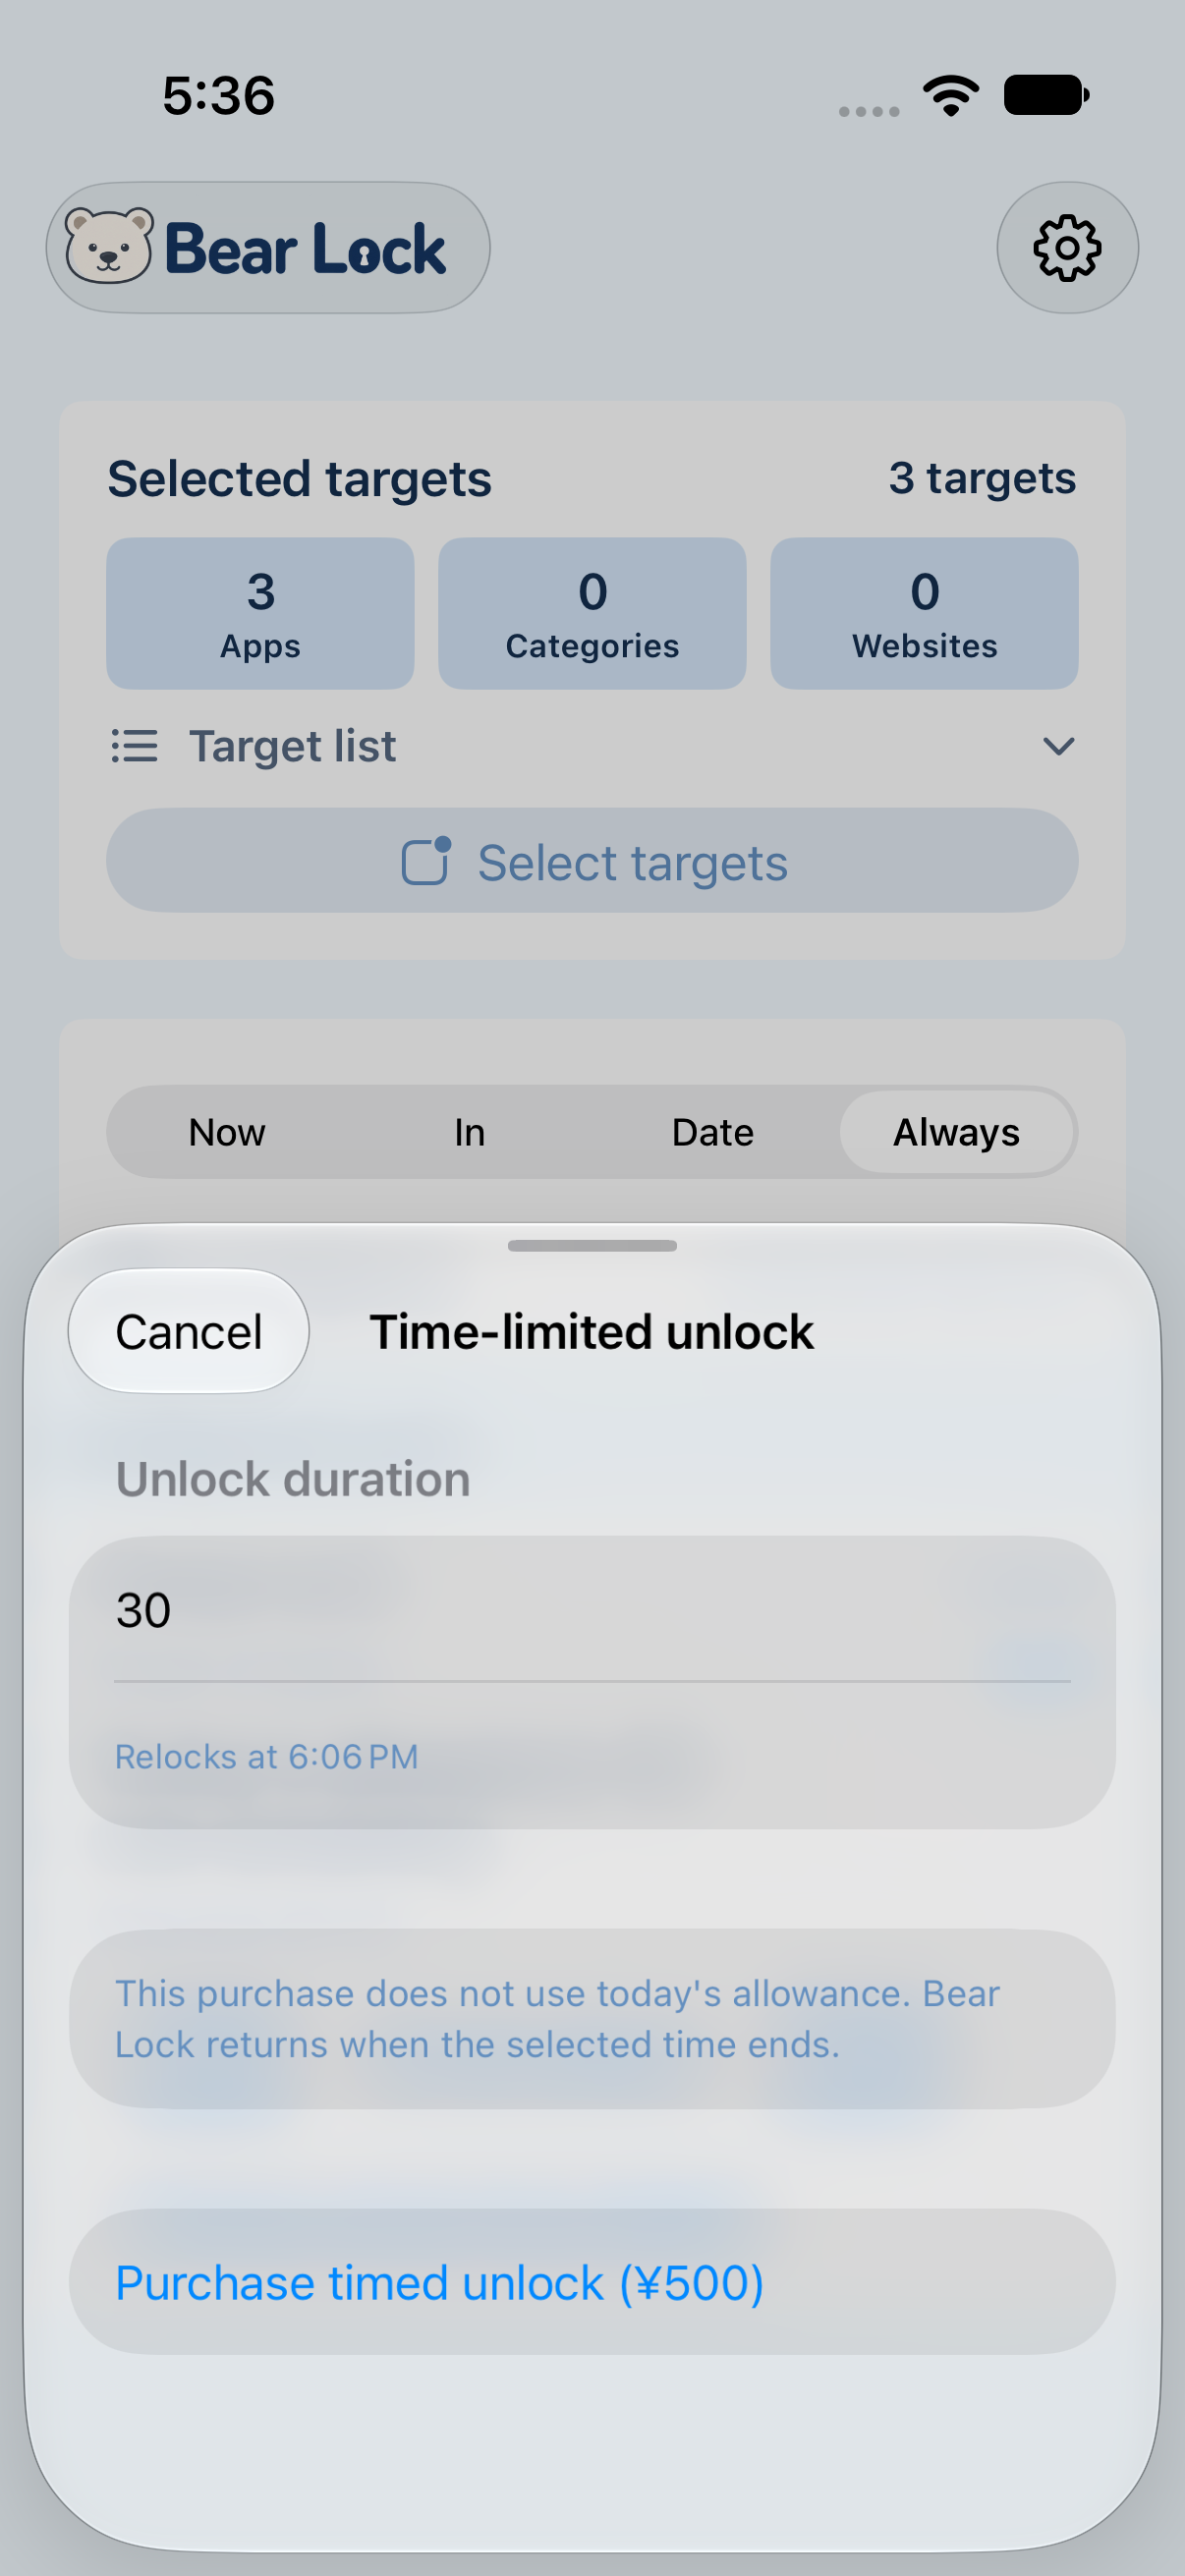 5:36
Bear Lock
Selected targets
3 targets
3
Apps
0
Categories
0
Websites
Target list
Select targets
Now
In
Date
Always
Cancel
Time-limited unlock
Unlock duration
30
Relocks at 6:06 PM
This purchase does not use today's allowance. Bear
Lock returns when the selected time ends.
Purchase timed unlock (¥500)